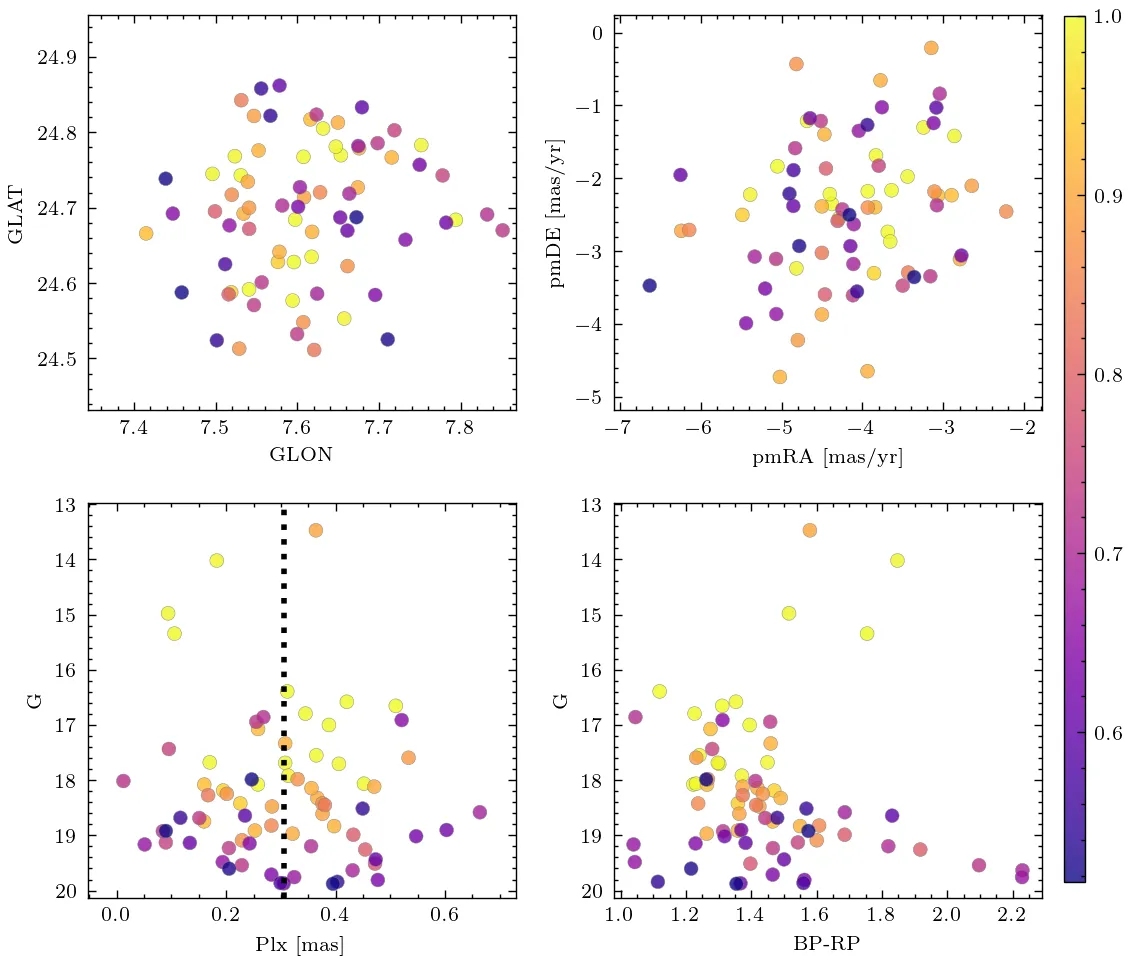 24.9
24.8
24.7
24.6
24.5
GLAT
7.4 7.5 7.6 7.7 7.8
GLON
0
−1
−2
−3
−4
−5
pmDE [mas/yr]
−7 −6 −5 −4 −3 −2
pmRA [mas/yr]
1.0
0.9
0.8
0.7
0.6
13
14
15
16
17
18
19
20
G
0.0 0.2 0.4 0.6
Plx [mas]
13
14
15
16
17
18
19
20
G
1.0 1.2 1.4 1.6 1.8 2.0 2.2
BP-RP